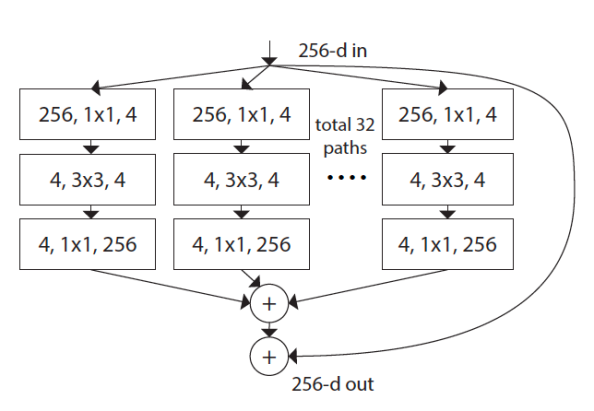 256-d in
256, 1x1, 4
256, 1x1, 4
total 32
paths
....
256, 1x1, 4
4, 3x3, 4
4, 3x3, 4
4, 3x3, 4
4, 1x1, 256
4, 1x1, 256
4, 1x1, 256
+
+
256-d out